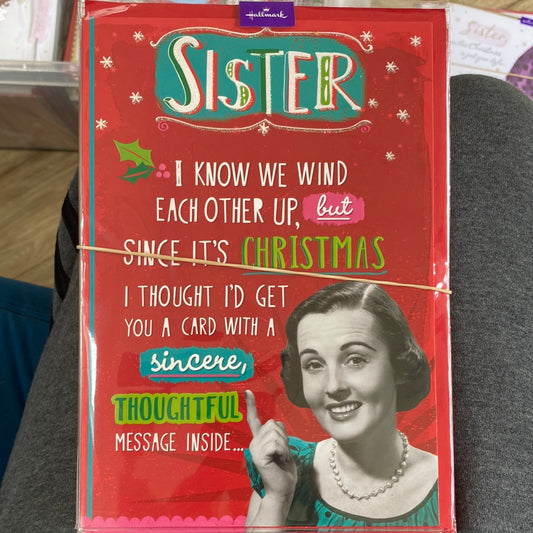 Hallmark
SISTER
I KNOW WE WIND
EACH OTHER UP, but
SINCE IT'S CHRISTMAS
I THOUGHT I'D GET
YOU A CARD WITH A
sincere,
THOUGHTFUL
MESSAGE INSIDE...
Sister